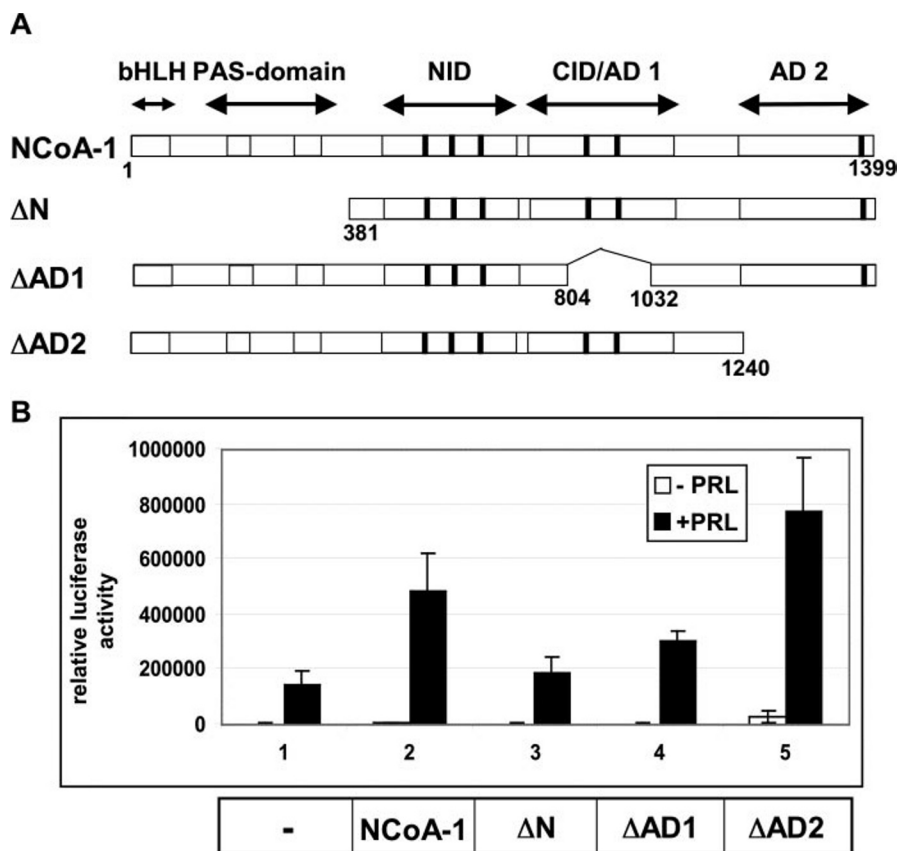 A
bHLH PAS-domain NID CID/AD 1 AD 2
NCoA-1
1 1399
ΔN
381
ΔAD1
804 1032
ΔAD2
1240
B
relative luciferase
activity
1000000
800000
600000
400000
200000
0
- PRL
+PRL
1 2 3 4 5
- NCoA-1 ΔN ΔAD1 ΔAD2